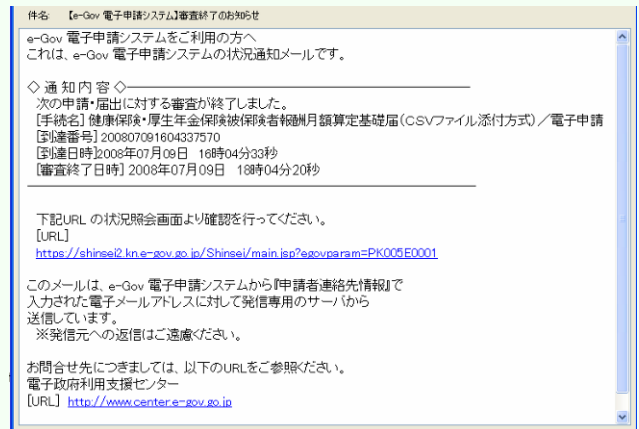 件名: 【e-Gov 電子申請システム】審査終了のお知らせ
e-Gov 電子申請システムをご利用の方へ
これは、e-Gov 電子申請システムの状況通知メールです。
◇ 通 知 内 容 ◇
次の申請・届出に対する審査が終了しました。
[手続名] 健康保険・厚生年金保険被保険者報酬月額算定基礎届(CSVファイル添付方式)/電子申請
[到達番号] 200807091604337570
[到達日時]2008年07月09日 16時04分33秒
[審査終了日時] 2008年07月09日 18時04分20秒
下記URL の状況照会画面より確認を行ってください。
[URL]
https://shinsei2.kn.e-gov.go.jp/Shinsei/main.jsp?egovparam=PK005E0001
このメールは、e-Gov 電子申請システムから『申請者連絡先情報』で
入力された電子メールアドレスに対して発信専用のサーバから
送信しています。
※発信元への返信はご遠慮ください。
お問合せ先につきましては、以下のURLをご参照ください。
電子政府利用支援センター
[URL] http://www.center.e-gov.go.jp